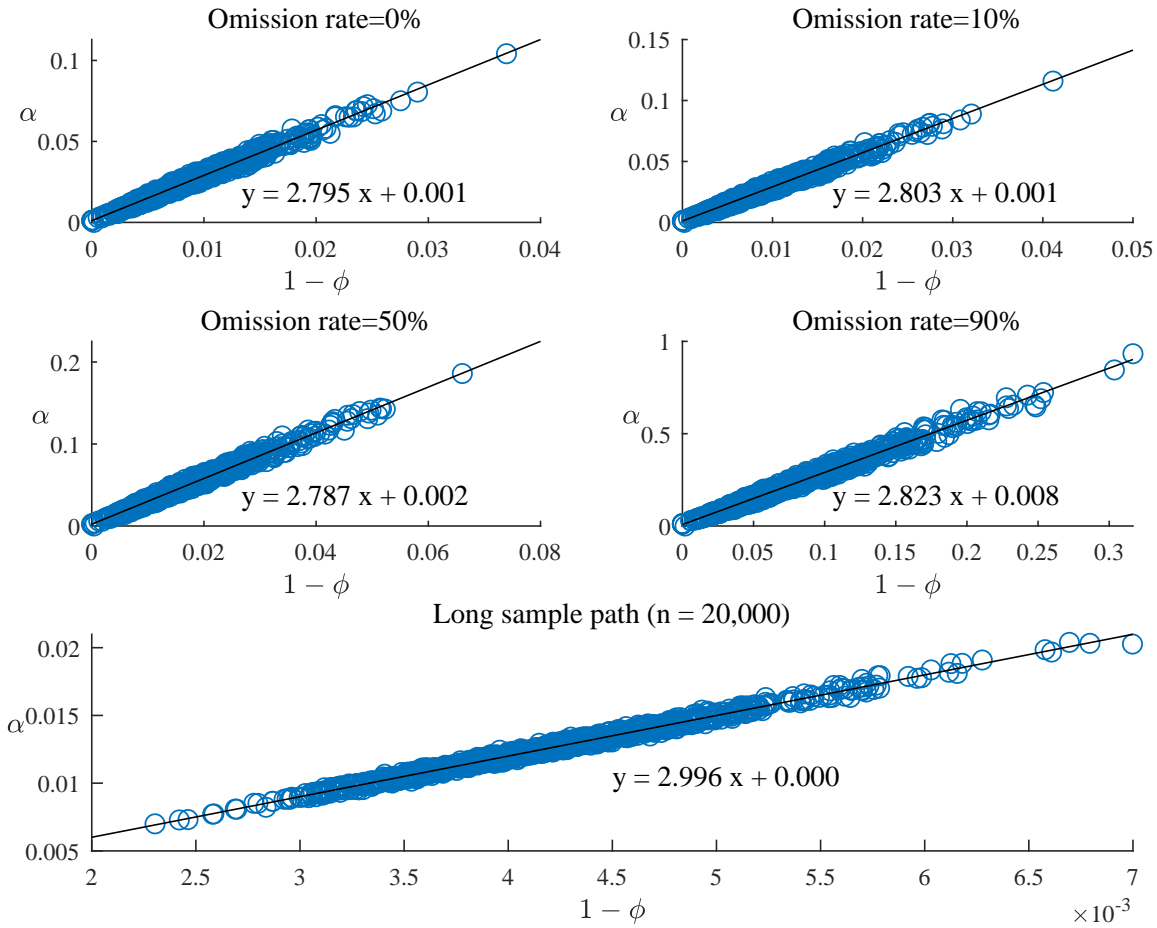 Omission rate=0%
0.1
α
0.05
0
y = 2.795 x + 0.001
0 0.01 0.02 0.03 0.04
1 − ϕ
Omission rate=10%
0.15
0.1
α
0.05
0
y = 2.803 x + 0.001
0 0.01 0.02 0.03 0.04 0.05
1 − ϕ
Omission rate=50%
0.2
α
0.1
0
y = 2.787 x + 0.002
0 0.02 0.04 0.06 0.08
1 − ϕ
Omission rate=90%
1
α
0.5
0
y = 2.823 x + 0.008
0 0.05 0.1 0.15 0.2 0.25 0.3
1 − ϕ
Long sample path (n = 20,000)
0.02
α
0.015
0.01
0.005
y = 2.996 x + 0.000
2 2.5 3 3.5 4 4.5 5 5.5 6 6.5 7
1 − ϕ
×10⁻³